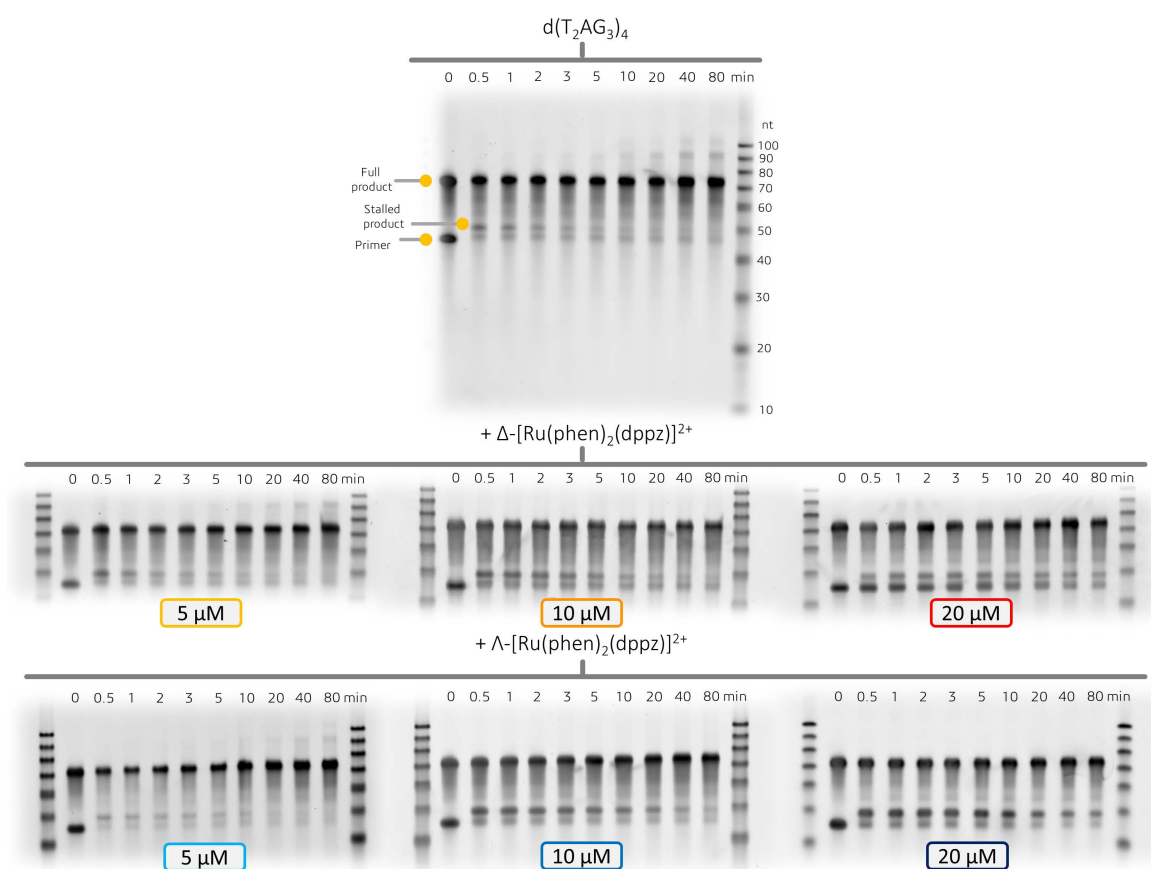 d(T₂AG₃)₄
0 0.5 1 2 3 5 10 20 40 80 min
nt
100
90
80
70
60
50
40
30
20
10
Full
product
Stalled
product
Primer
+ Δ-[Ru(phen)₂(dppz)]²⁺
0 0.5 1 2 3 5 10 20 40 80 min
0 0.5 1 2 3 5 10 20 40 80 min
0 0.5 1 2 3 5 10 20 40 80 min
5 μM
10 μM
20 μM
+ Λ-[Ru(phen)₂(dppz)]²⁺
0 0.5 1 2 3 5 10 20 40 80 min
0 0.5 1 2 3 5 10 20 40 80 min
0 0.5 1 2 3 5 10 20 40 80 min
5 μM
10 μM
20 μM